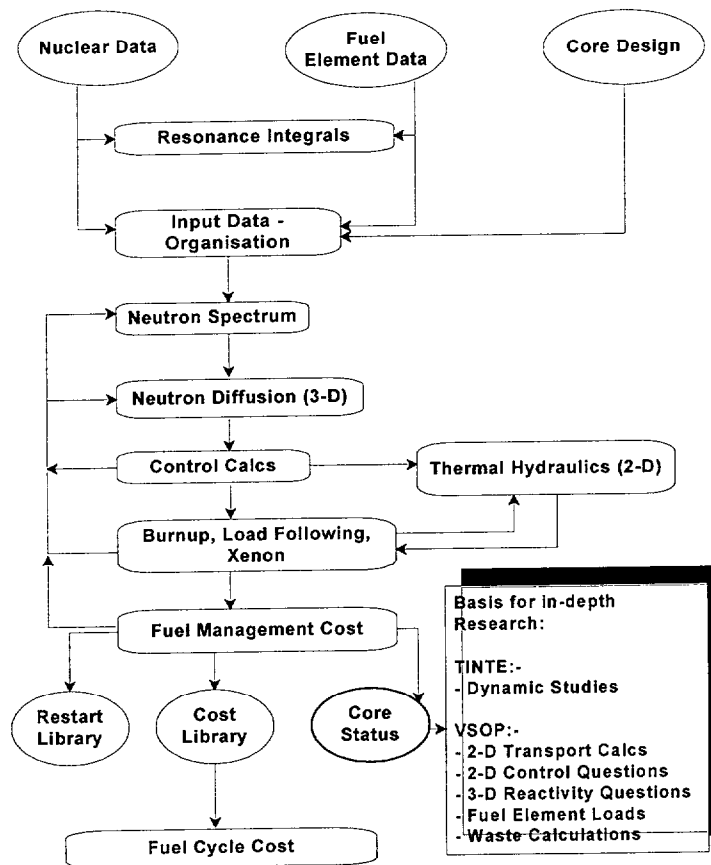 Nuclear Data
Fuel
Element Data
Core Design
Resonance Integrals
Input Data -
Organisation
Neutron Spectrum
Neutron Diffusion (3-D)
Control Calcs
Thermal Hydraulics (2-D)
Burnup, Load Following,
Xenon
Fuel Management Cost
Restart
Library
Cost
Library
Core
Status
Basis for in-depth
Research:
TINTE:-
- Dynamic Studies
VSOP:-
- 2-D Transport Calcs
- 2-D Control Questions
- 3-D Reactivity Questions
- Fuel Element Loads
- Waste Calculations
Fuel Cycle Cost